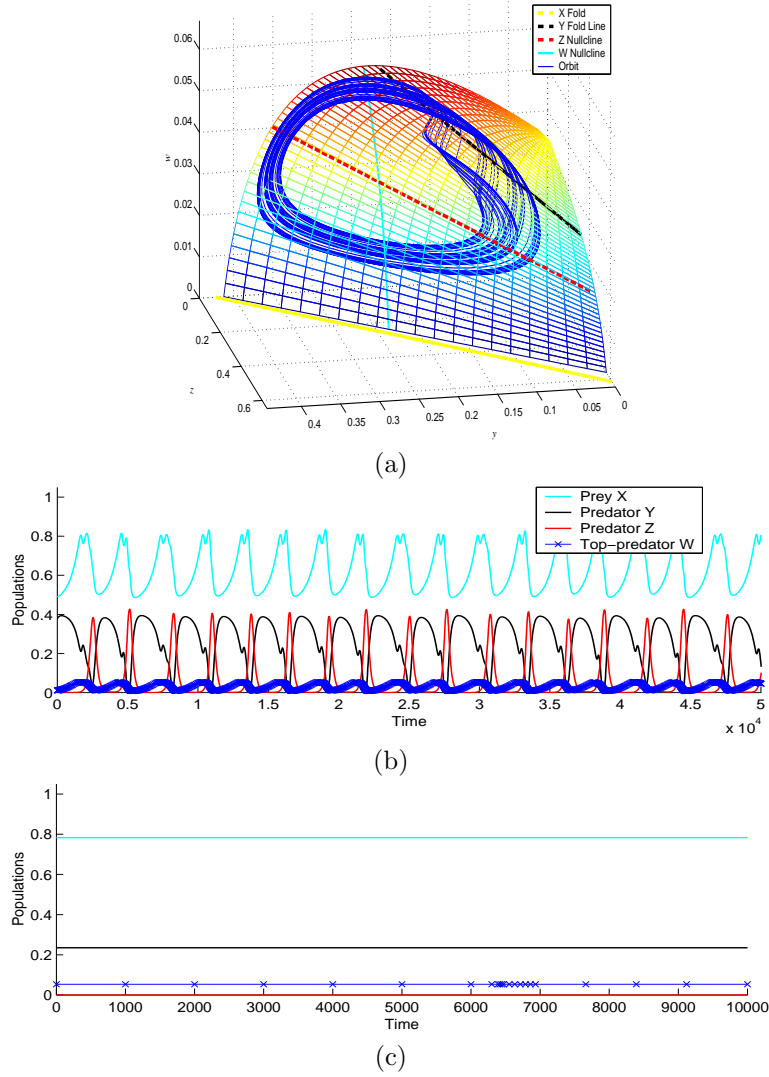 X Fold
Y Fold Line
Z Nullcline
W Nullcline
Orbit
0.06
0.05
0.04
0.03
0.02
0.01
0
w
0
0.2
0.4
0.6
z
0.4
0.35
0.3
0.25
0.2
0.15
0.1
0.05
0
y
(a)
Prey X
Predator Y
Predator Z
Top-predator W
1
0.8
0.6
0.4
0.2
0
Populations
0 0.5 1 1.5 2 2.5 3 3.5 4 4.5 5
Time
x 10^4
(b)
1
0.8
0.6
0.4
0.2
0
Populations
0 1000 2000 3000 4000 5000 6000 7000 8000 9000 10000
Time
(c)